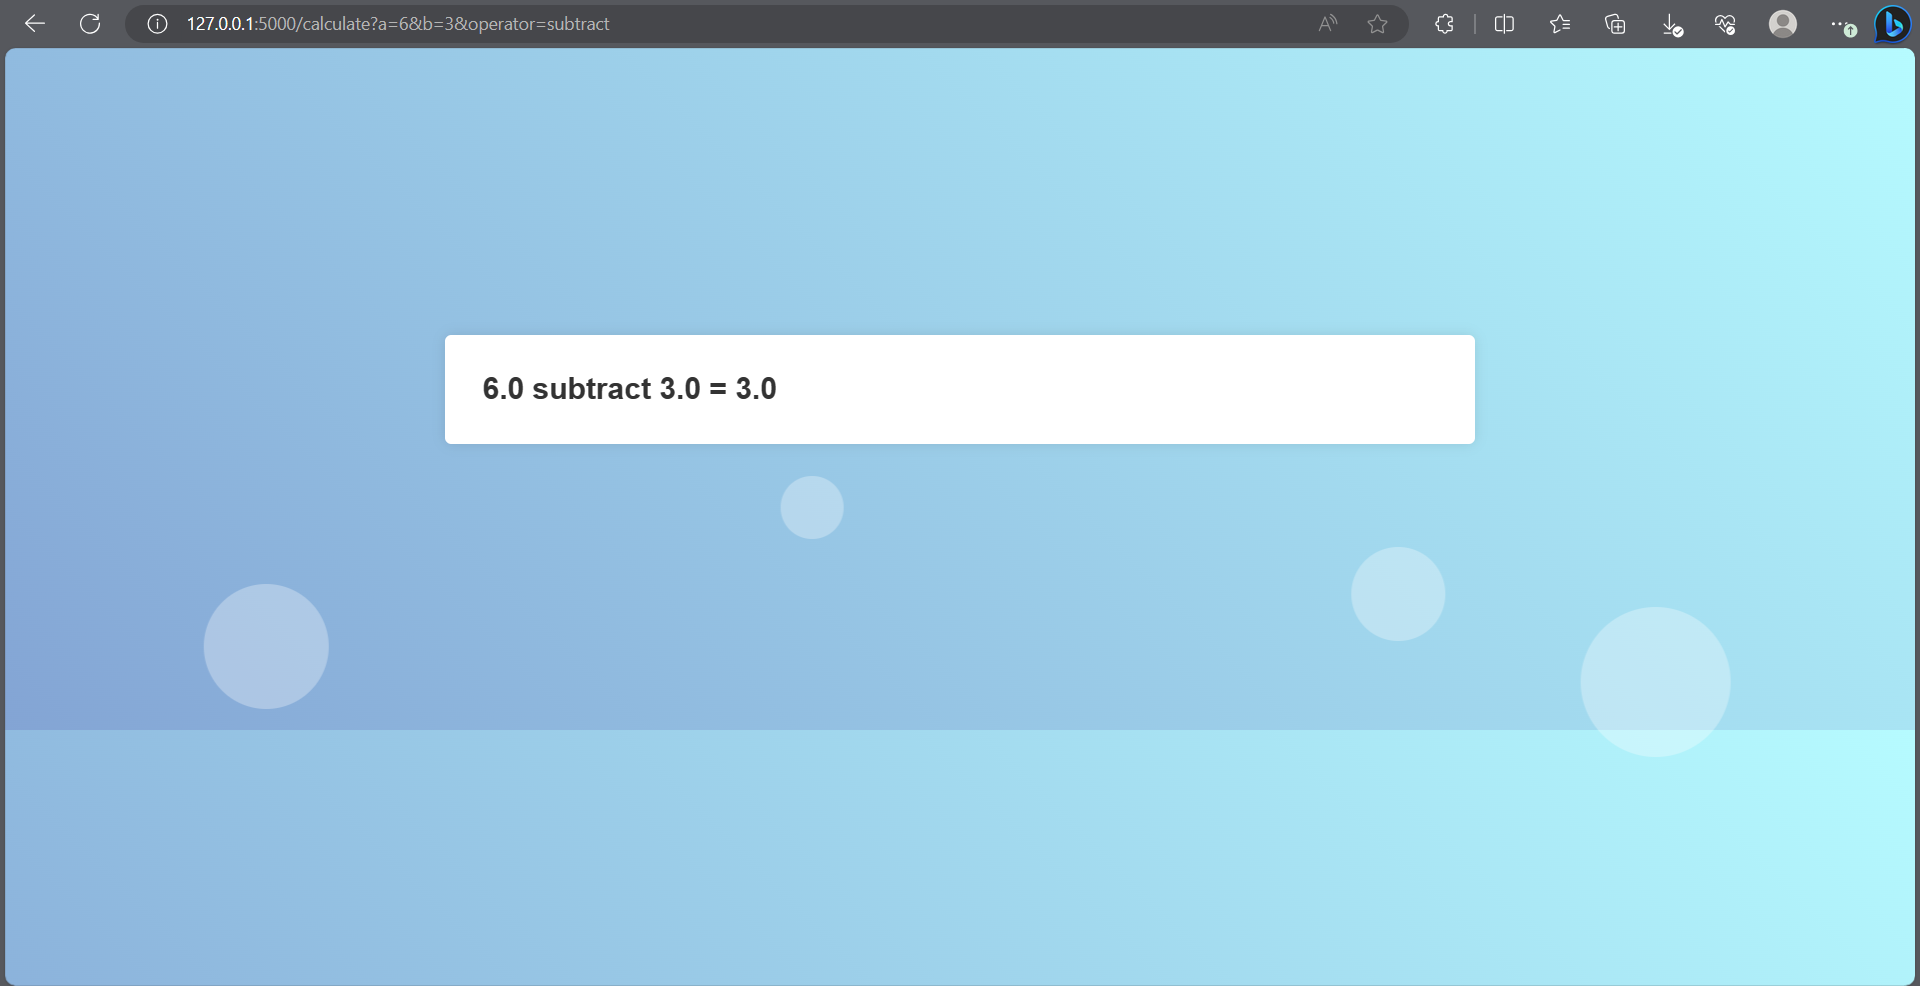 127.0.0.1:5000/calculate?a=6&b=3&operator=subtract
6.0 subtract 3.0 = 3.0